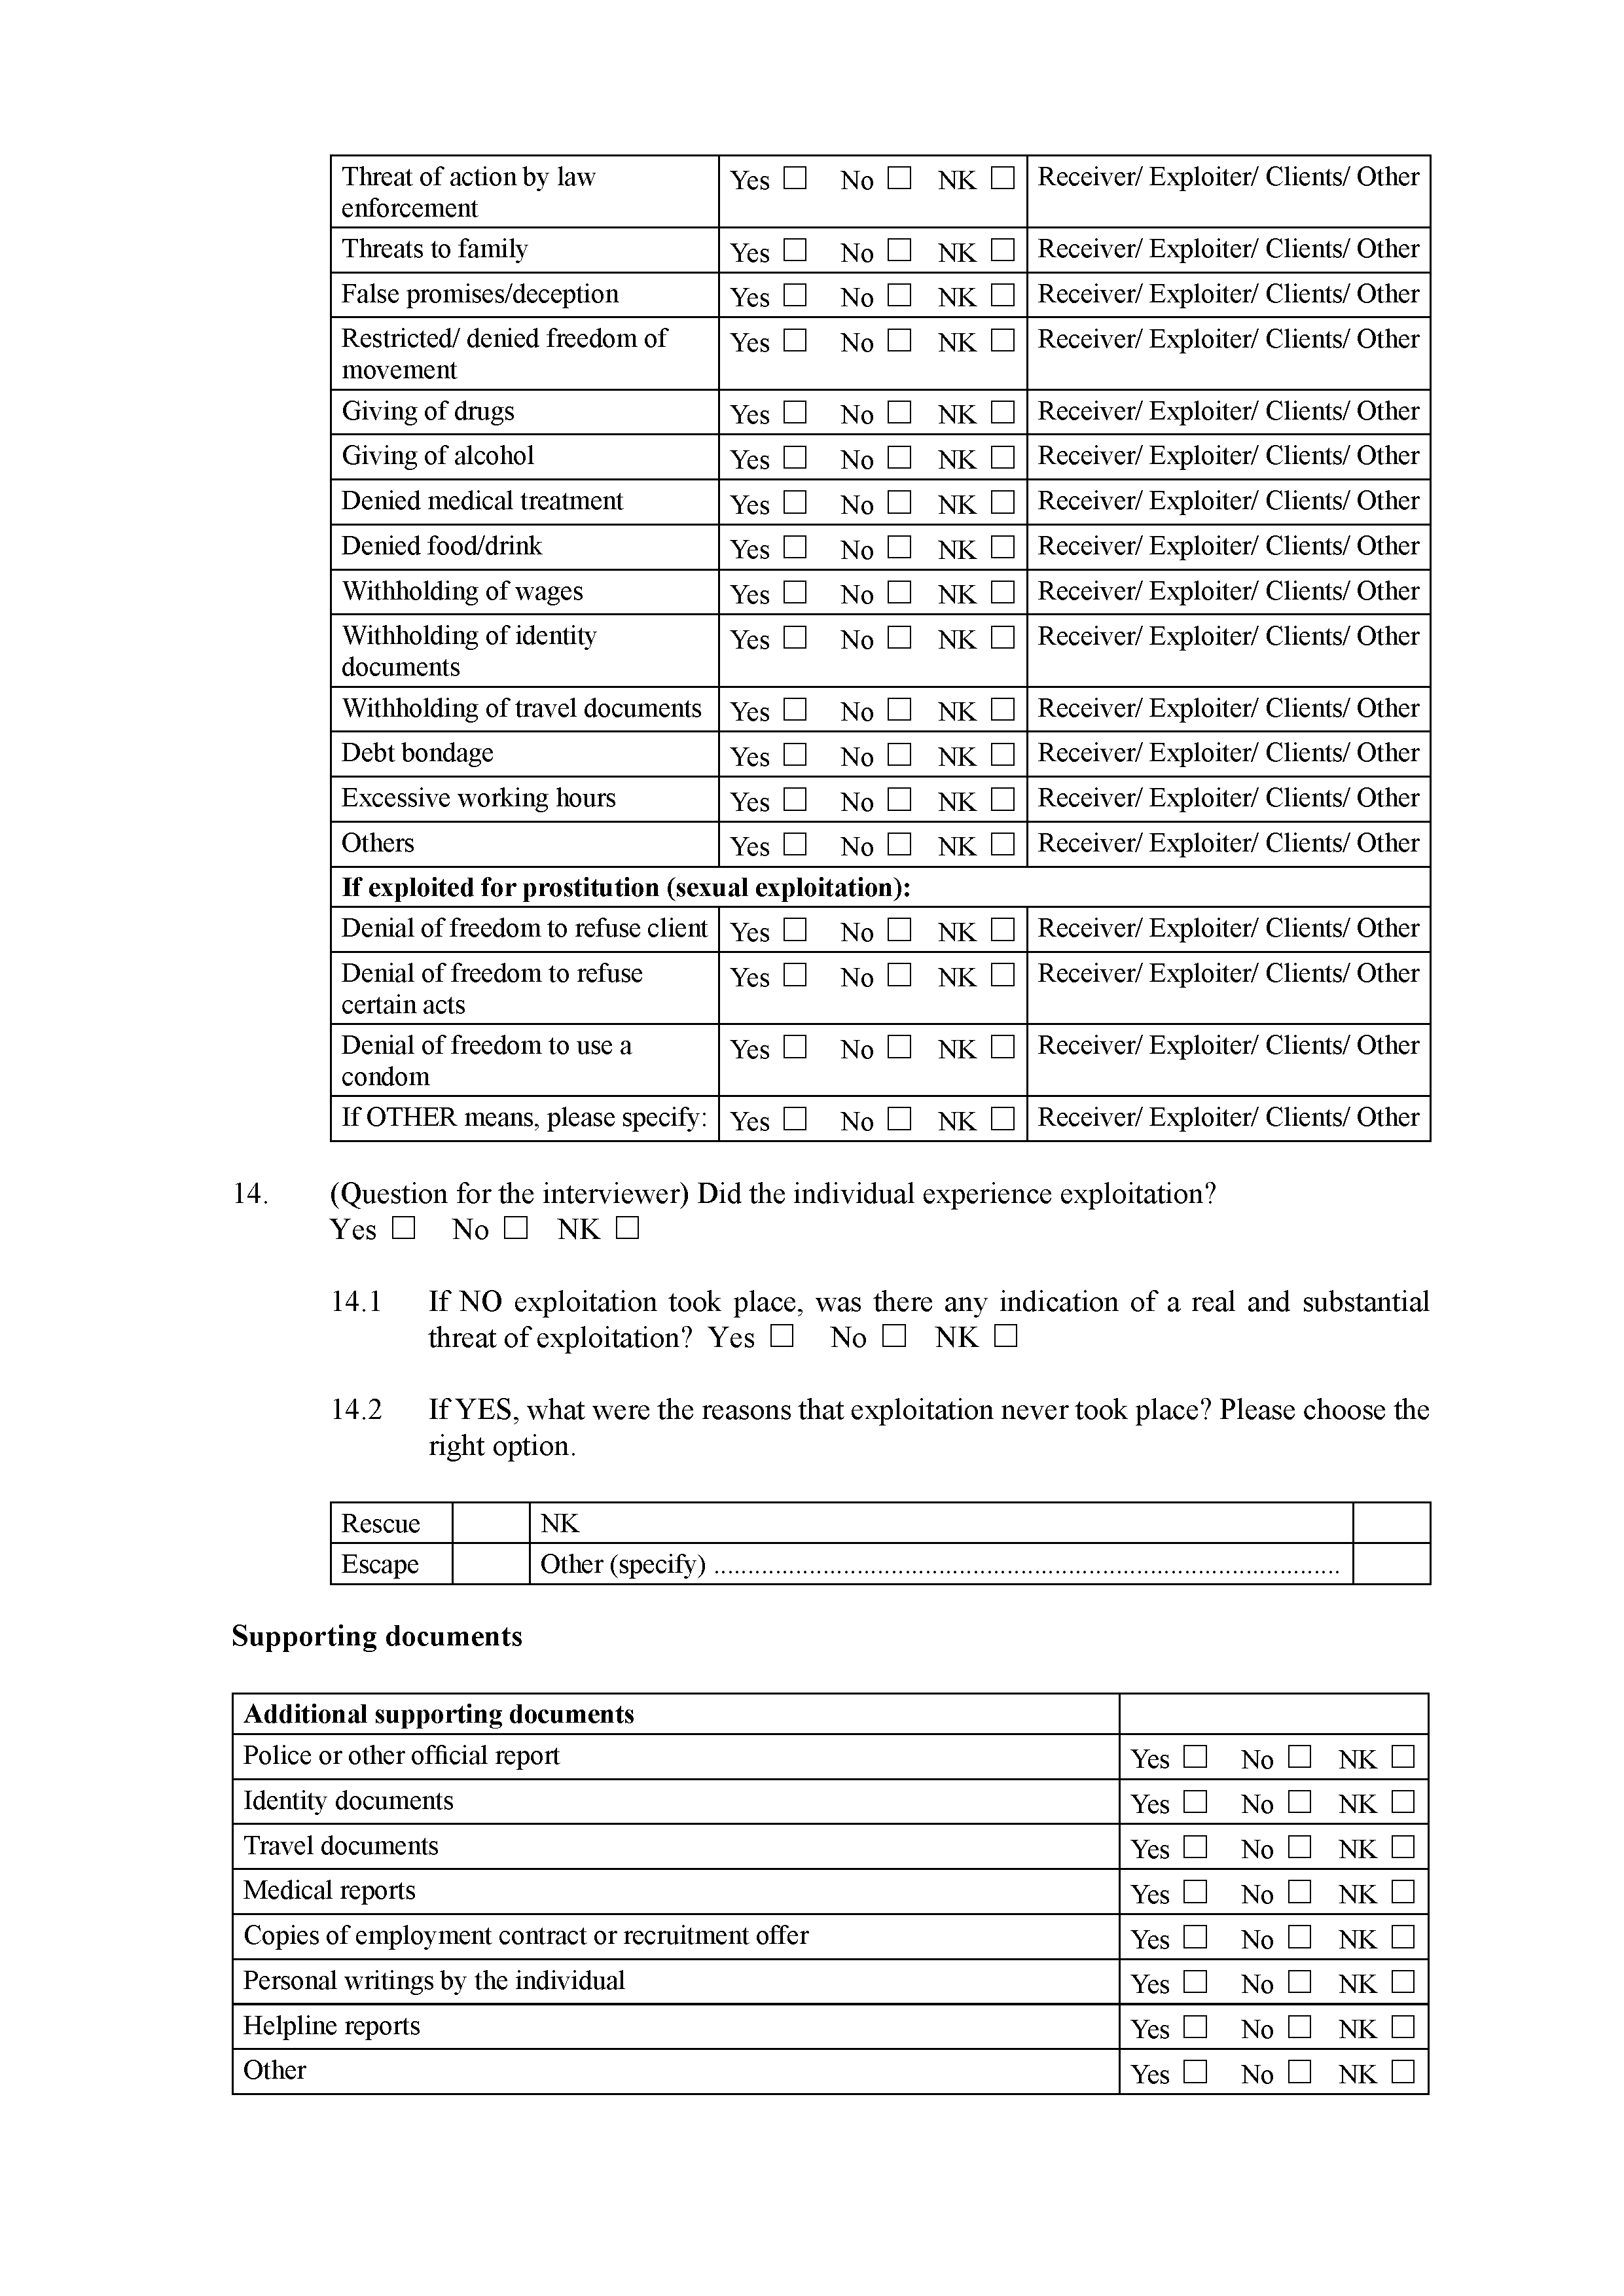 Threat of action by law Yes ☐ No ☐ NK ☐ Receiver/ Exploiter/ Clients/ Other
enforcement
Threats to family Yes ☐ No ☐ NK ☐ Receiver/ Exploiter/ Clients/ Other
False promises/deception Yes ☐ No ☐ NK ☐ Receiver/ Exploiter/ Clients/ Other
Restricted/ denied freedom of Yes ☐ No ☐ NK ☐ Receiver/ Exploiter/ Clients/ Other
movement
Giving of drugs Yes ☐ No ☐ NK ☐ Receiver/ Exploiter/ Clients/ Other
Giving of alcohol Yes ☐ No ☐ NK ☐ Receiver/ Exploiter/ Clients/ Other
Denied medical treatment Yes ☐ No ☐ NK ☐ Receiver/ Exploiter/ Clients/ Other
Denied food/drink Yes ☐ No ☐ NK ☐ Receiver/ Exploiter/ Clients/ Other
Withholding of wages Yes ☐ No ☐ NK ☐ Receiver/ Exploiter/ Clients/ Other
Withholding of identity Yes ☐ No ☐ NK ☐ Receiver/ Exploiter/ Clients/ Other
documents
Withholding of travel documents Yes ☐ No ☐ NK ☐ Receiver/ Exploiter/ Clients/ Other
Debt bondage Yes ☐ No ☐ NK ☐ Receiver/ Exploiter/ Clients/ Other
Excessive working hours Yes ☐ No ☐ NK ☐ Receiver/ Exploiter/ Clients/ Other
Others Yes ☐ No ☐ NK ☐ Receiver/ Exploiter/ Clients/ Other
If exploited for prostitution (sexual exploitation):
Denial of freedom to refuse client Yes ☐ No ☐ NK ☐ Receiver/ Exploiter/ Clients/ Other
Denial of freedom to refuse Yes ☐ No ☐ NK ☐ Receiver/ Exploiter/ Clients/ Other
certain acts
Denial of freedom to use a Yes ☐ No ☐ NK ☐ Receiver/ Exploiter/ Clients/ Other
condom
If OTHER means, please specify: Yes ☐ No ☐ NK ☐ Receiver/ Exploiter/ Clients/ Other
14. (Question for the interviewer) Did the individual experience exploitation?
Yes ☐ No ☐ NK ☐
14.1 If NO exploitation took place, was there any indication of a real and substantial
threat of exploitation? Yes ☐ No ☐ NK ☐
14.2 If YES, what were the reasons that exploitation never took place? Please choose the
right option.
Rescue NK
Escape Other (specify) ............................................................................................
Supporting documents
Additional supporting documents
Police or other official report Yes ☐ No ☐ NK ☐
Identity documents Yes ☐ No ☐ NK ☐
Travel documents Yes ☐ No ☐ NK ☐
Medical reports Yes ☐ No ☐ NK ☐
Copies of employment contract or recruitment offer Yes ☐ No ☐ NK ☐
Personal writings by the individual Yes ☐ No ☐ NK ☐
Helpline reports Yes ☐ No ☐ NK ☐
Other Yes ☐ No ☐ NK ☐